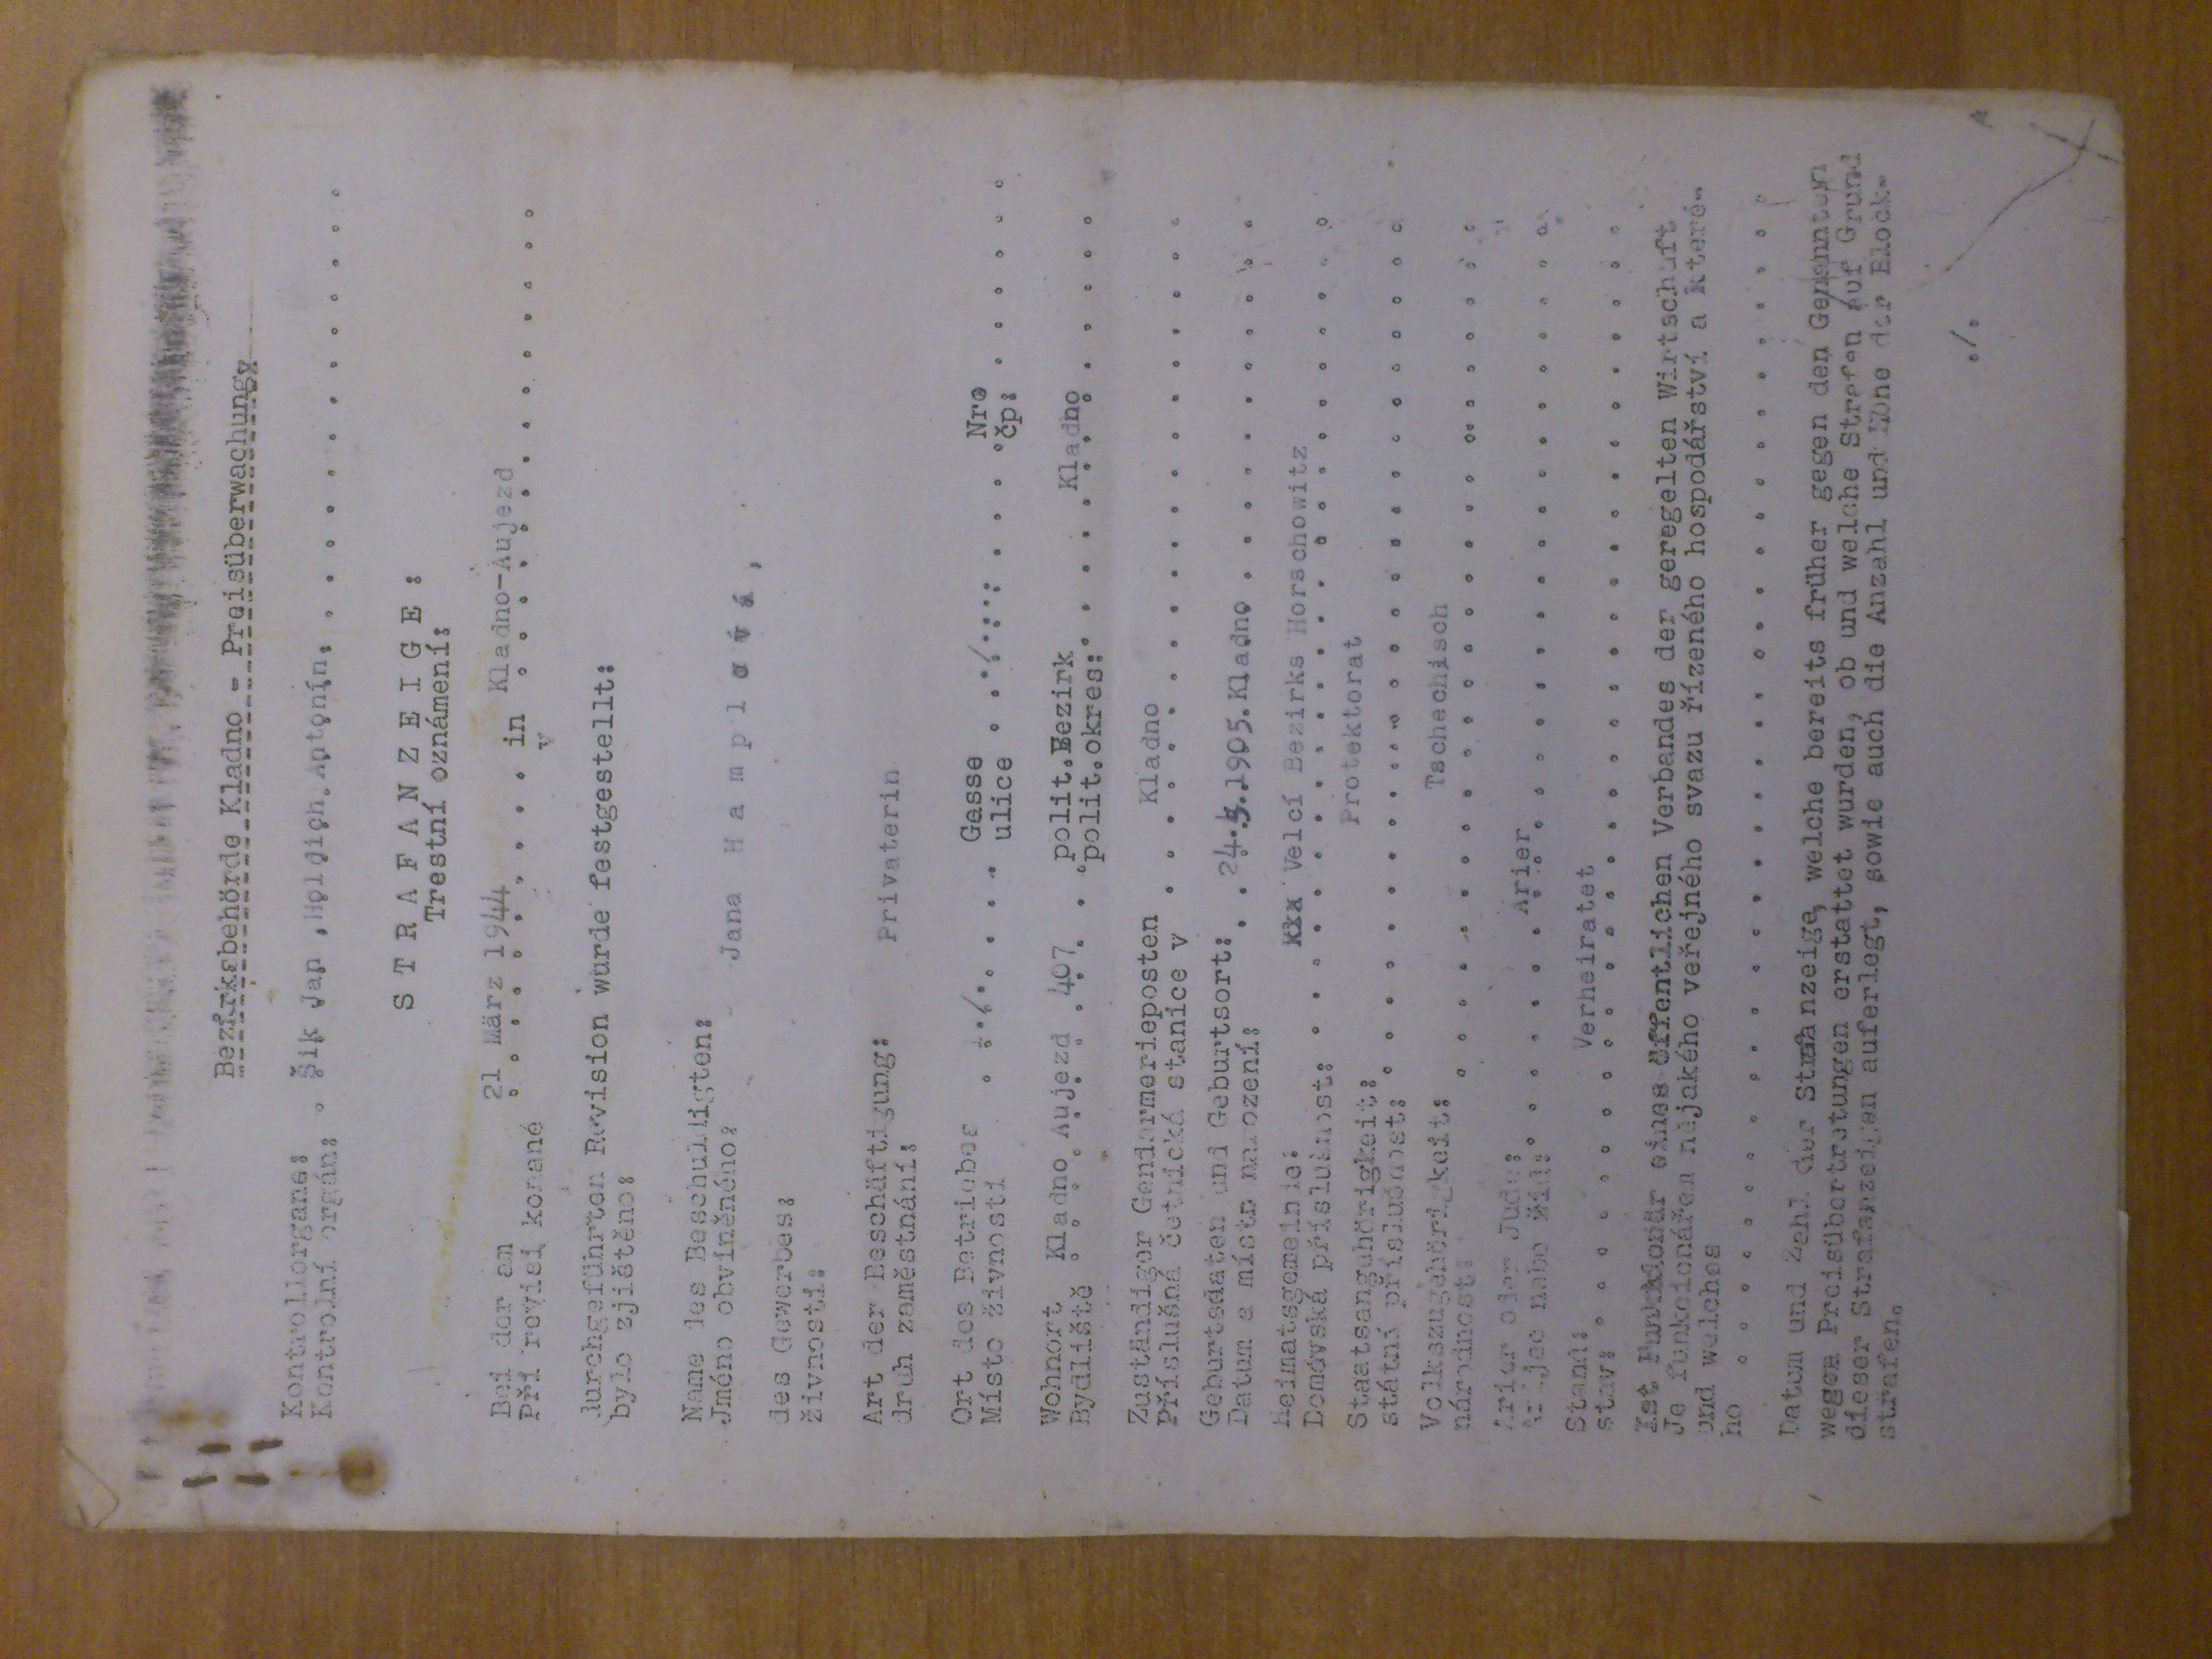 Bezirksbehörde Kladno - Preisüberwachung
Kontrollorgane:
Kontrolní orgán: . Šik Jan ,Holdich Antonín. . . . . . . . . . . . . .
STRAFANZEIGE:
Trestní oznámení:
Bei der am 21 März 1944 in Kladno-Aujezd
Při revisi konané . . . . . . . . . . v . . . . . . . . . . . . . .
durchgeführten Revision wurde festgestellt:
bylo zjištěno:
Name des Beschuldigten:
Jméno obviněného: Jana Hamplová,
des Gewerbes:
živnosti:
Art der Beschäftigung: Privaterin
druh zaměstnání:
Ort des Betriebes . ./. . . . . Gasse . ./. . . . . Nro
Místo živnosti ulice čp: . . . . . .
Wohnort Kladno Aujezd 407 polit.Bezirk Kladno
Bydliště . . . . . . . . . . . polit.okres: . . . . . . . . . . . . .
Zuständiger Gendarmerieposten Kladno
Příslušná četnická stanice v . . . . . . . . . . . . . . . . . . . .
Geburtsdaten und Geburtsort: . . 24. .1905.Kladno . . . . . . . . . . .
Datum a místo narození:
Heimatsgemeinde: xxx Velcí Bezirks Horschowitz
Domovská příslušnost: . . . . . . . . . . . . . . . . . . . . . . . .
Staatsangehörigkeit: Protektorat
státní příslušnost: . . . . . . . . . . . . . . . . . . . . . . . . .
Volkszugehörigkeit: Tschechisch
národnost: . . . . . . . . . . . . . . . . . . . . . . . . .
Arier oder Jude: Arier
Arijec nebo žid: . . . . . . . . . . . . . . . . . . . . . . . . . . .
Stand: Verheiratet
stav: . . . . . . . . . . . . . . . . . . . . . . . . . . . . . . . .
Ist Funktionär eines öffentlichen Verbandes der geregelten Wirtschaft
Je funkcionářem nějakého veřejného svazu řízeného hospodářství a které-
und welches
ho . . . . . . . . . . . . . . . . . . . . . . . . . . . . . . . . . .
Datum und Zahl der Strafanzeige, welche bereits früher gegen den Genannten
wegen Preisübertretungen erstattet wurden, ob und welche Strafen auf Grund
dieser Strafanzeigen auferlegt, sowie auch die Anzahl und Höhe der Block-
strafen.
./.